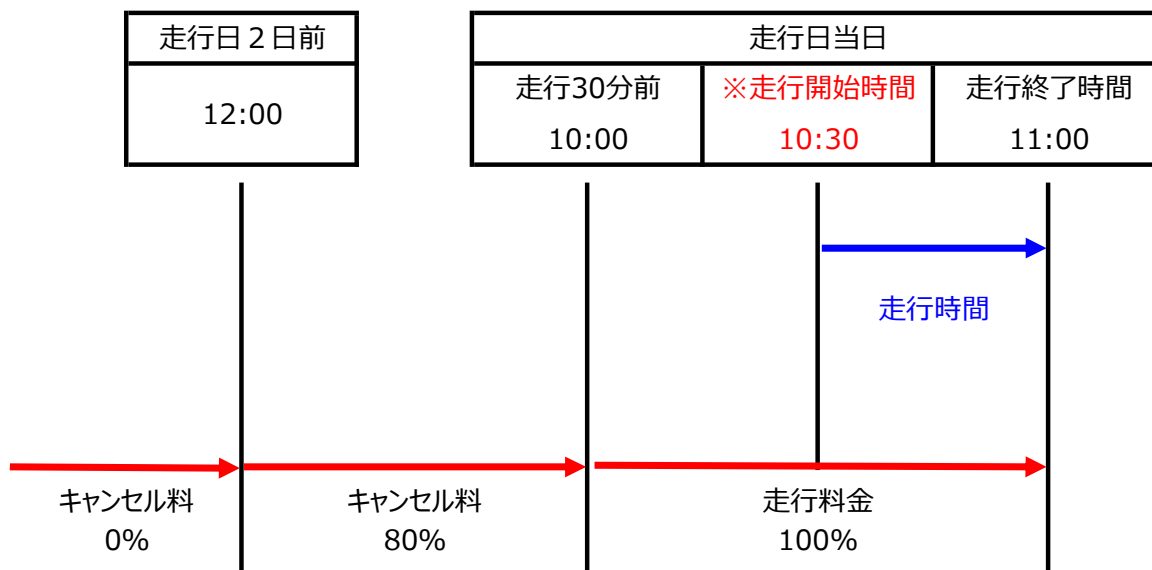 走行日２日前
12:00
走行日当日
走行30分前
10:00
※走行開始時間
10:30
走行終了時間
11:00
走行時間
キャンセル料
0%
キャンセル料
80%
走行料金
100%